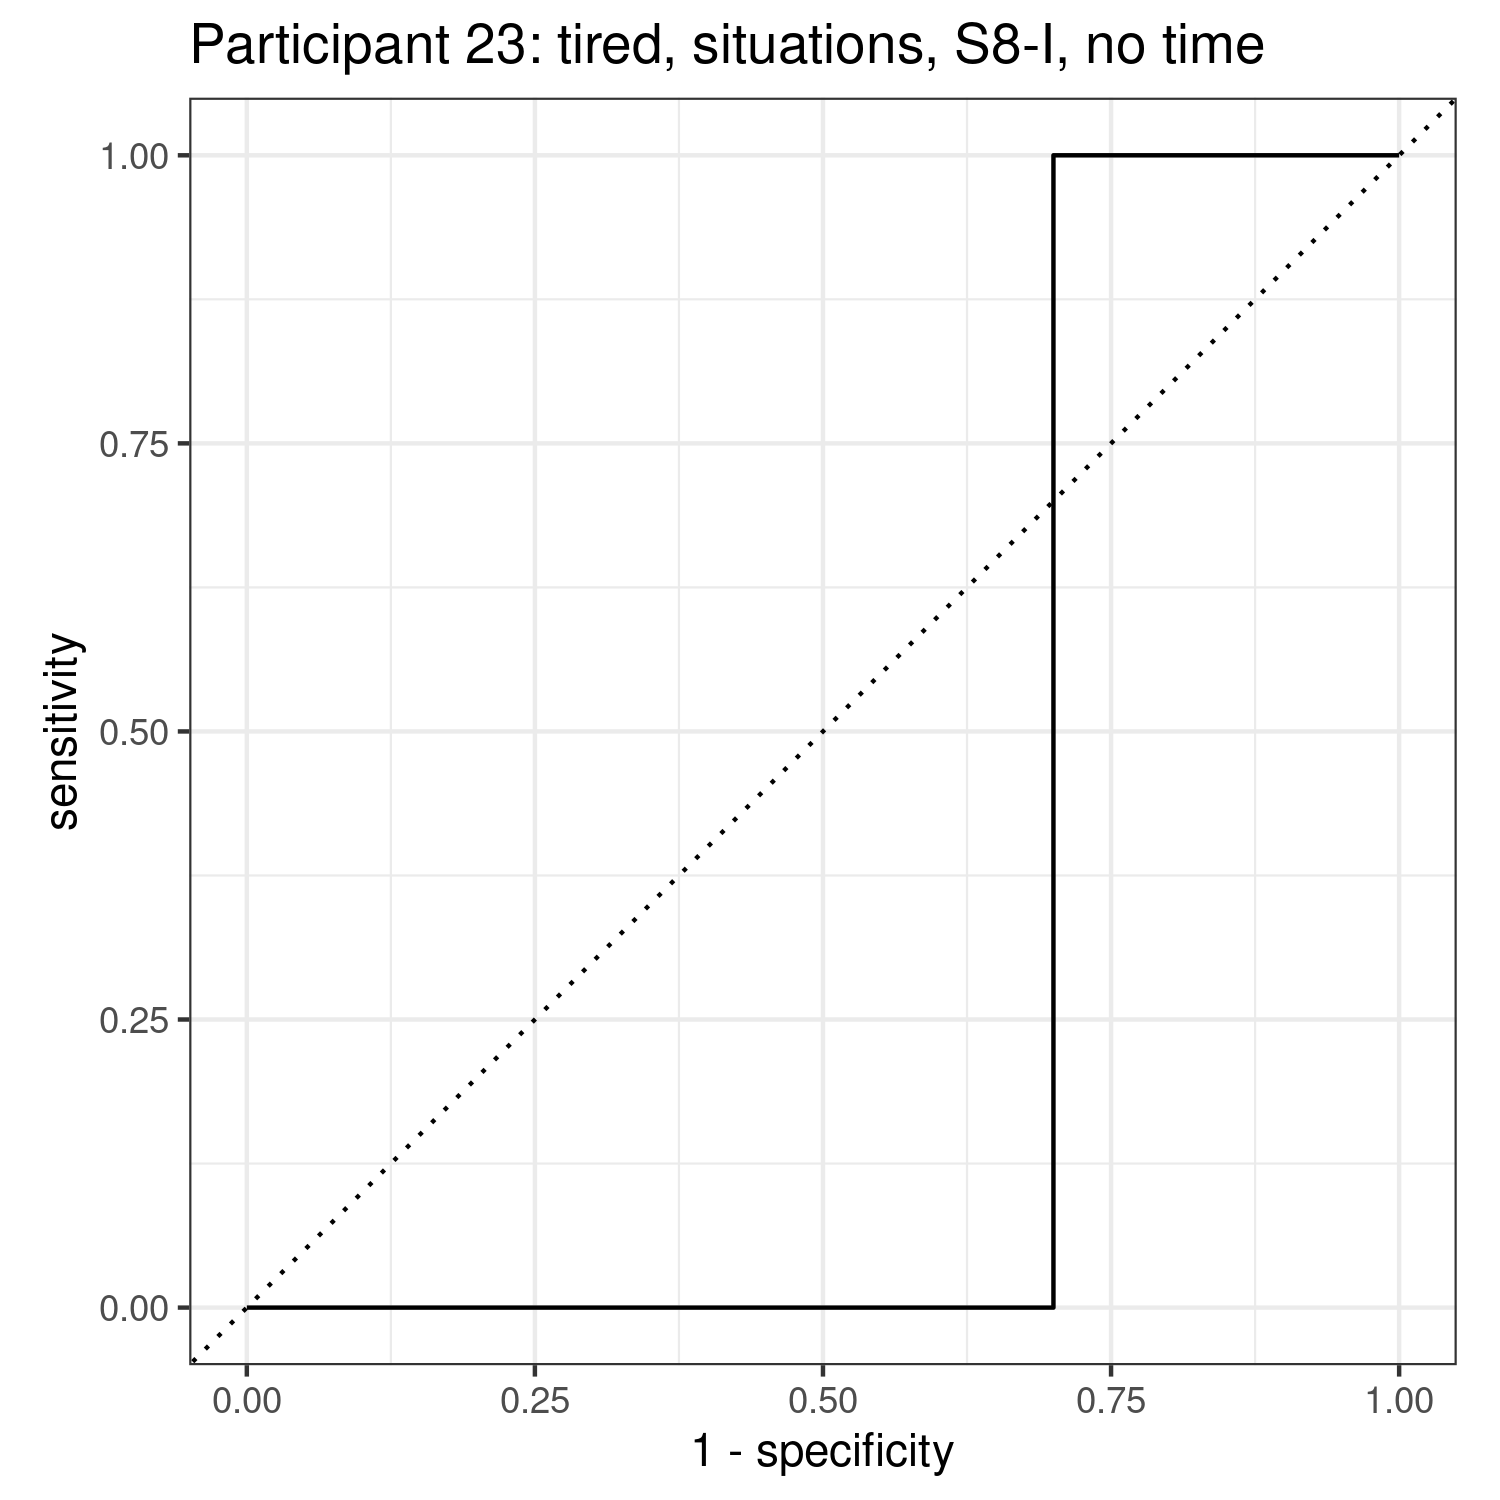 Participant 23: tired, situations, S8-I, no time
1.00
0.75
0.50
0.25
0.00
sensitivity
0.00 0.25 0.50 0.75 1.00
1 - specificity